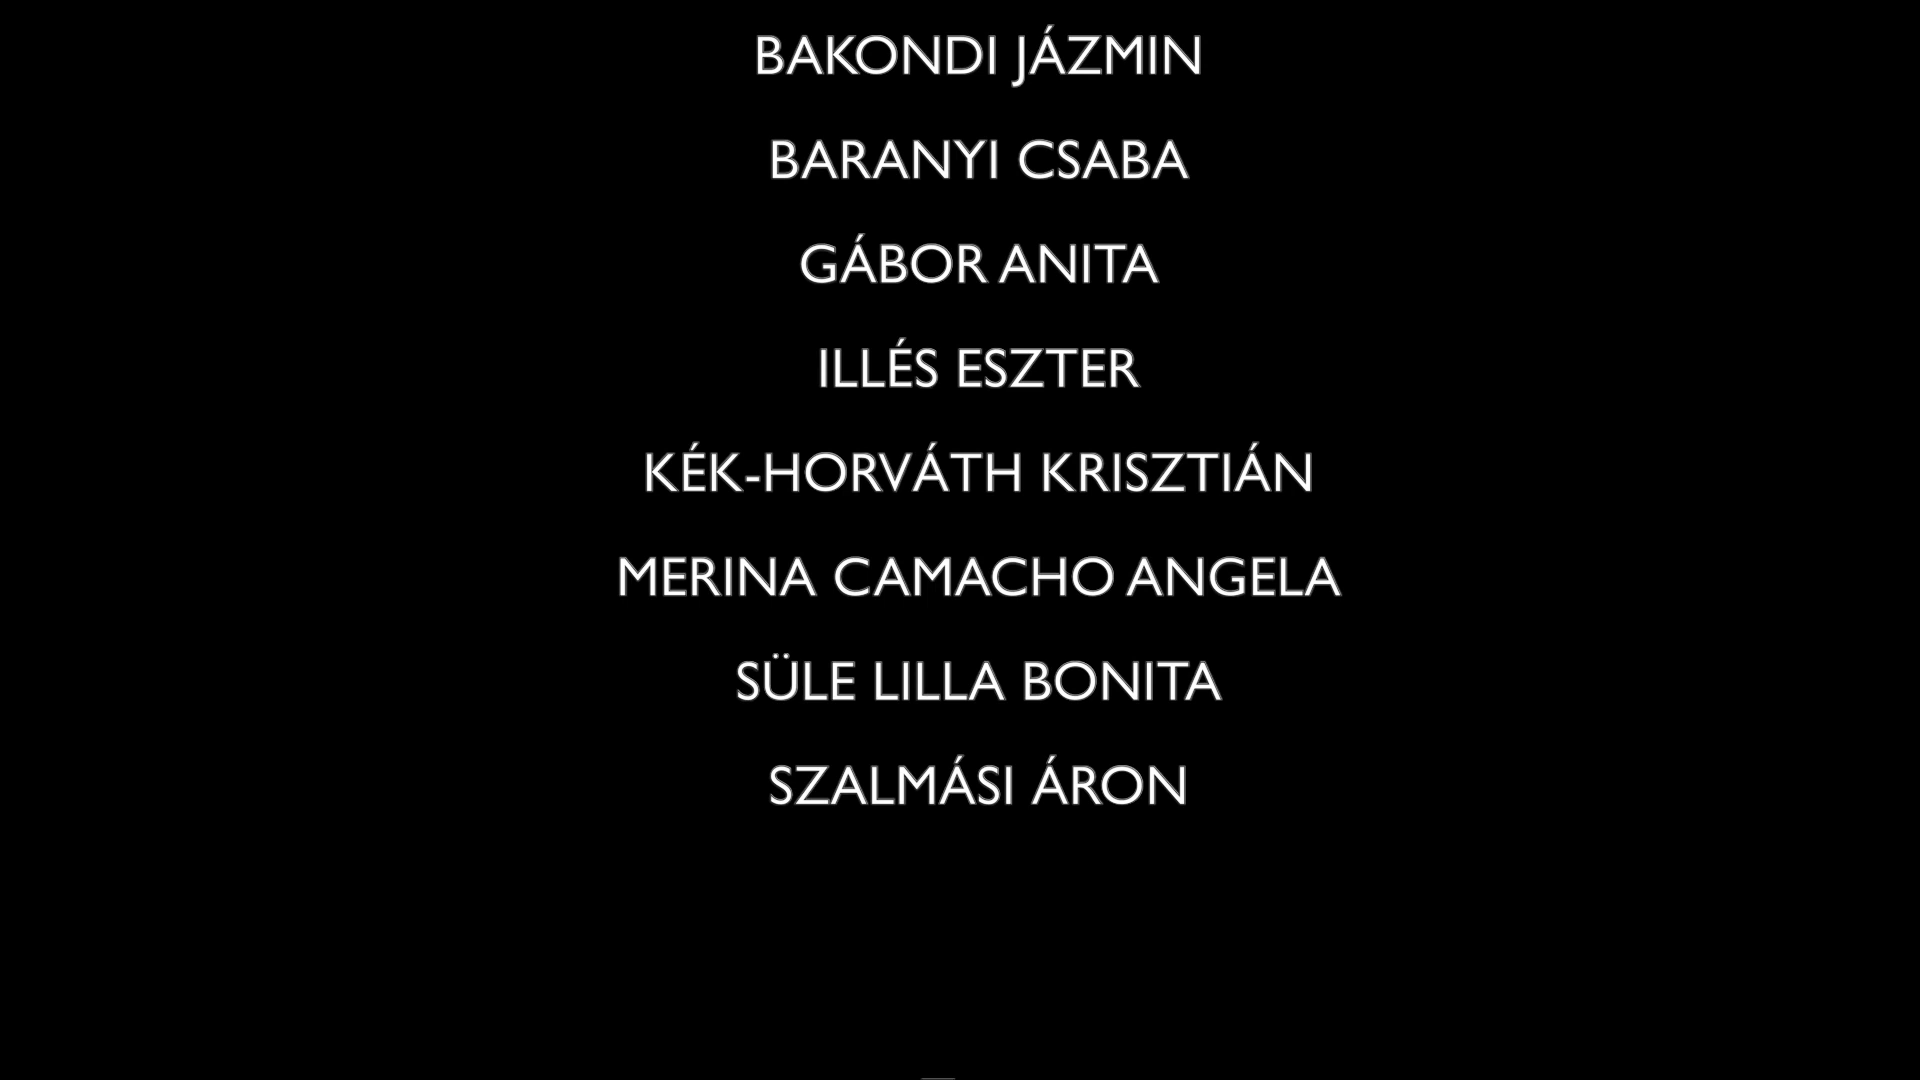 BAKONDI JÁZMIN
BARANYI CSABA
GÁBOR ANITA
ILLÉS ESZTER
KÉK-HORVÁTH KRISZTIÁN
MERINA CAMACHO ANGELA
SÜLE LILLA BONITA
SZALMÁSI ÁRON